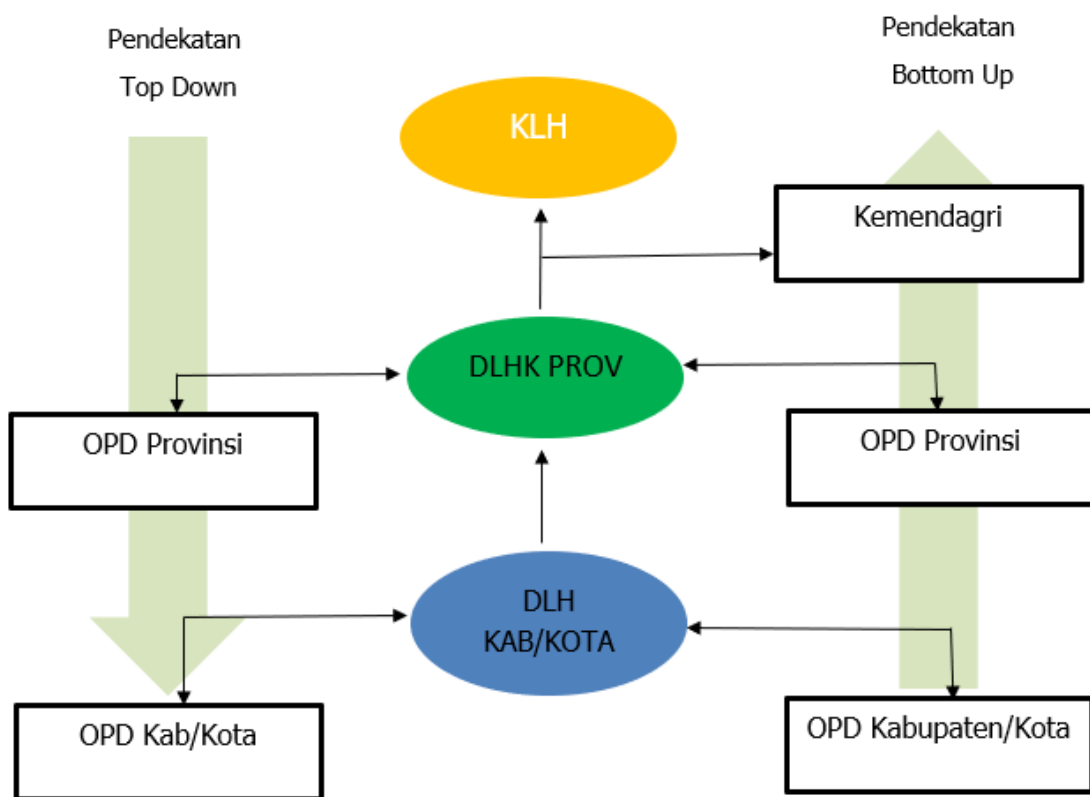 Pendekatan
Top Down
Pendekatan
Bottom Up
KLH
Kemendagri
DLHK PROV
OPD Provinsi
OPD Provinsi
DLH
KAB/KOTA
OPD Kab/Kota
OPD Kabupaten/Kota